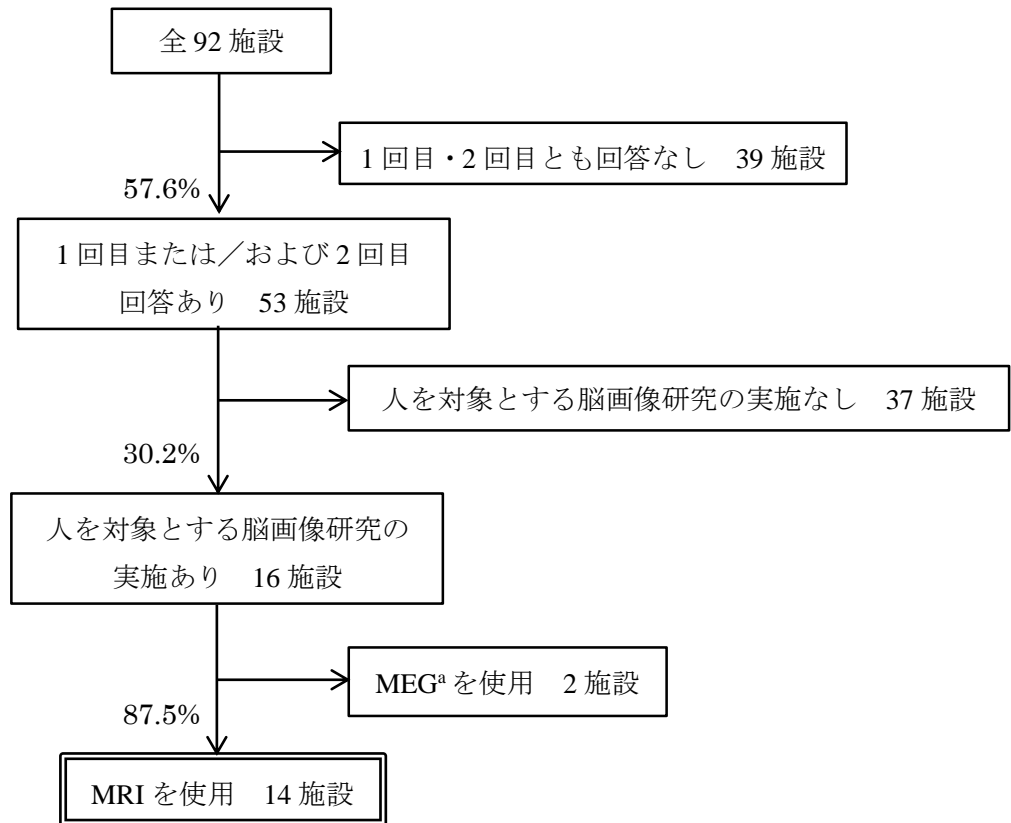 全 92 施設
1 回目・2 回目とも回答なし　39 施設
57.6%
1 回目または／および 2 回目
回答あり　53 施設
人を対象とする脳画像研究の実施なし　37 施設
30.2%
人を対象とする脳画像研究の
実施あり　16 施設
MEGᵃを使用　2 施設
87.5%
MRI を使用　14 施設